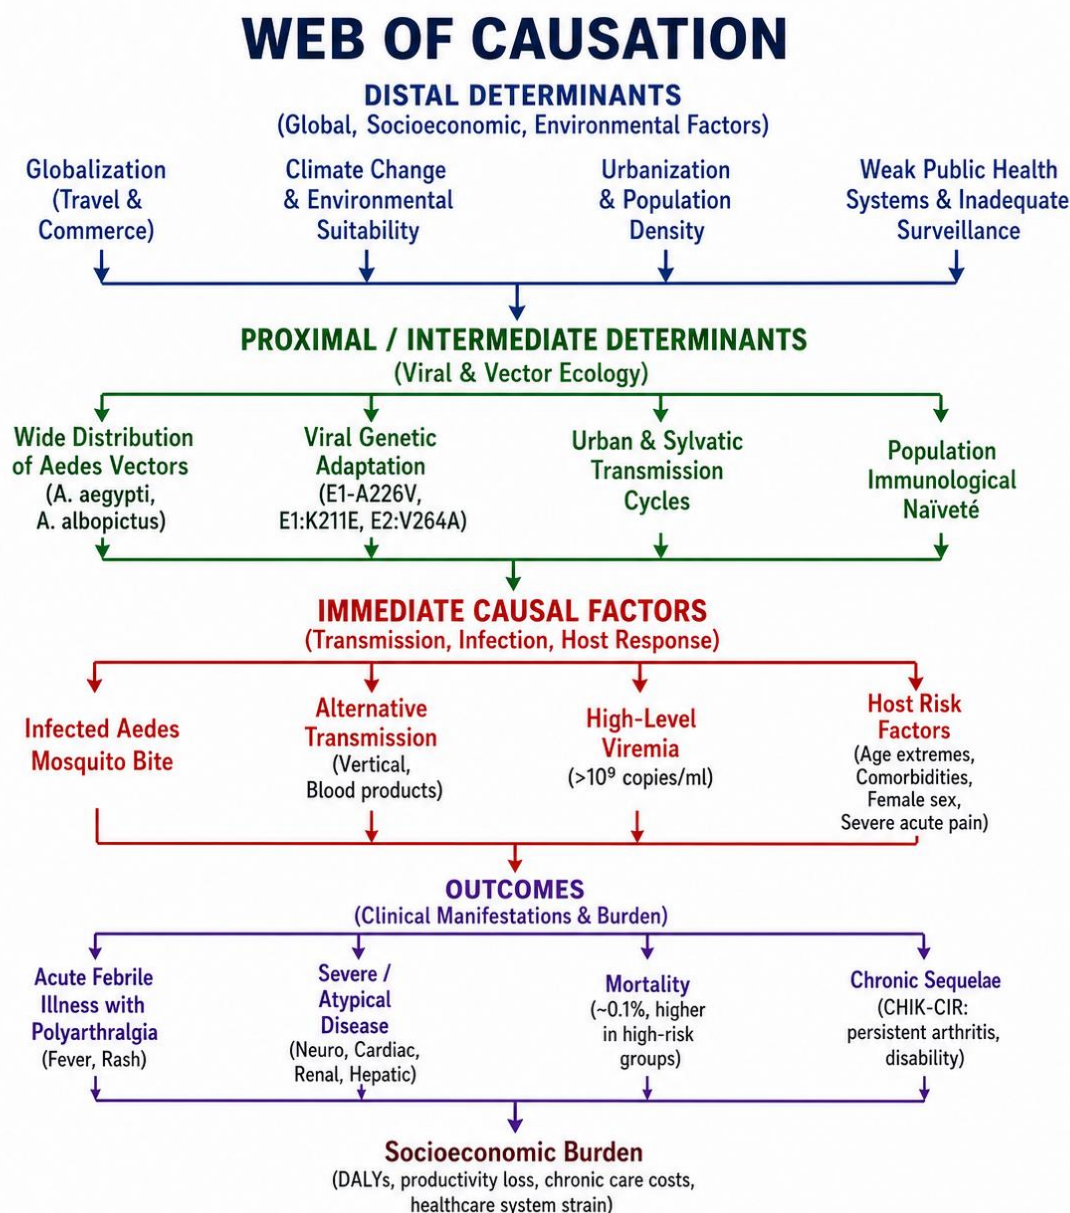 WEB OF CAUSATION
DISTAL DETERMINANTS
(Global, Socioeconomic, Environmental Factors)
Globalization
(Travel &
Commerce)
Climate Change
& Environmental
Suitability
Urbanization
& Population
Density
Weak Public Health
Systems & Inadequate
Surveillance
PROXIMAL / INTERMEDIATE DETERMINANTS
(Viral & Vector Ecology)
Wide Distribution
of Aedes Vectors
(A. aegypti,
A. albopictus)
Viral Genetic
Adaptation
(E1-A226V,
E1:K211E, E2:V264A)
Urban & Sylvatic
Transmission
Cycles
Population
Immunological
Naïveté
IMMEDIATE CAUSAL FACTORS
(Transmission, Infection, Host Response)
Infected Aedes
Mosquito Bite
Alternative
Transmission
(Vertical,
Blood products)
High-Level
Viremia
(>10⁹ copies/ml)
Host Risk
Factors
(Age extremes,
Comorbidities,
Female sex,
Severe acute pain)
OUTCOMES
(Clinical Manifestations & Burden)
Acute Febrile
Illness with
Polyarthralgia
(Fever, Rash)
Severe /
Atypical
Disease
(Neuro, Cardiac,
Renal, Hepatic)
Mortality
(~0.1%, higher
in high-risk
groups)
Chronic Sequelae
(CHIK-CIR:
persistent arthritis,
disability)
Socioeconomic Burden
(DALYs, productivity loss, chronic care costs,
healthcare system strain)